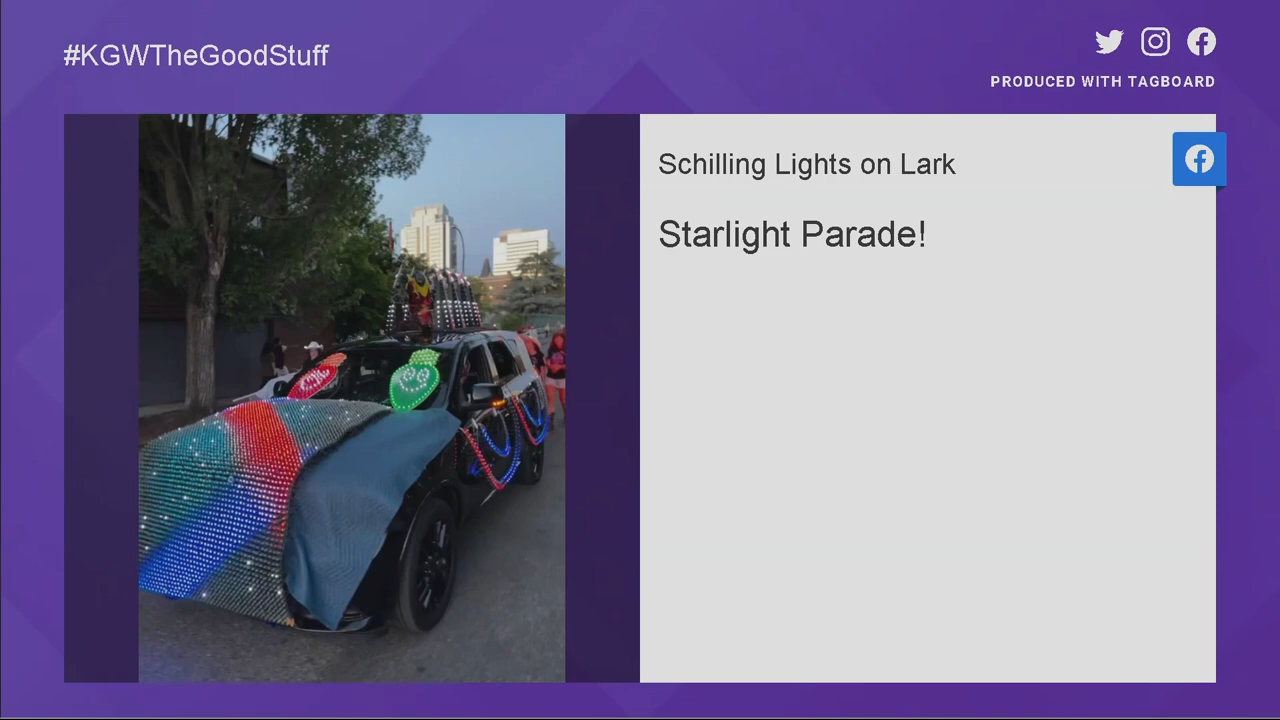 #KGWTheGoodStuff
PRODUCED WITH TAGBOARD
Schilling Lights on Lark
Starlight Parade!